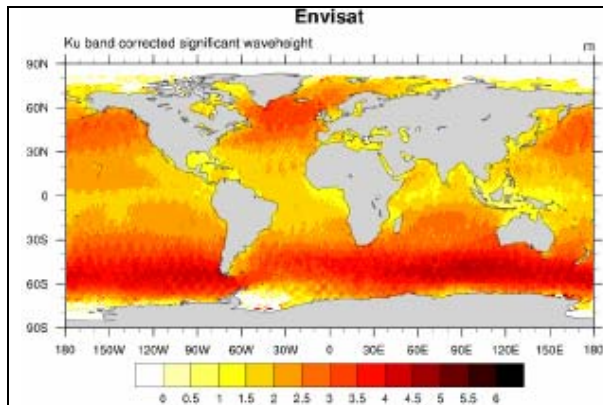 Envisat
Ku band corrected significant waveheight m
90N
60N
30N
0
30S
60S
90S
180 150W 120W 90W 60W 30W 0 30E 60E 90E 120E 150E 180
0 0.5 1 1.5 2 2.5 3 3.5 4 4.5 5 5.5 6